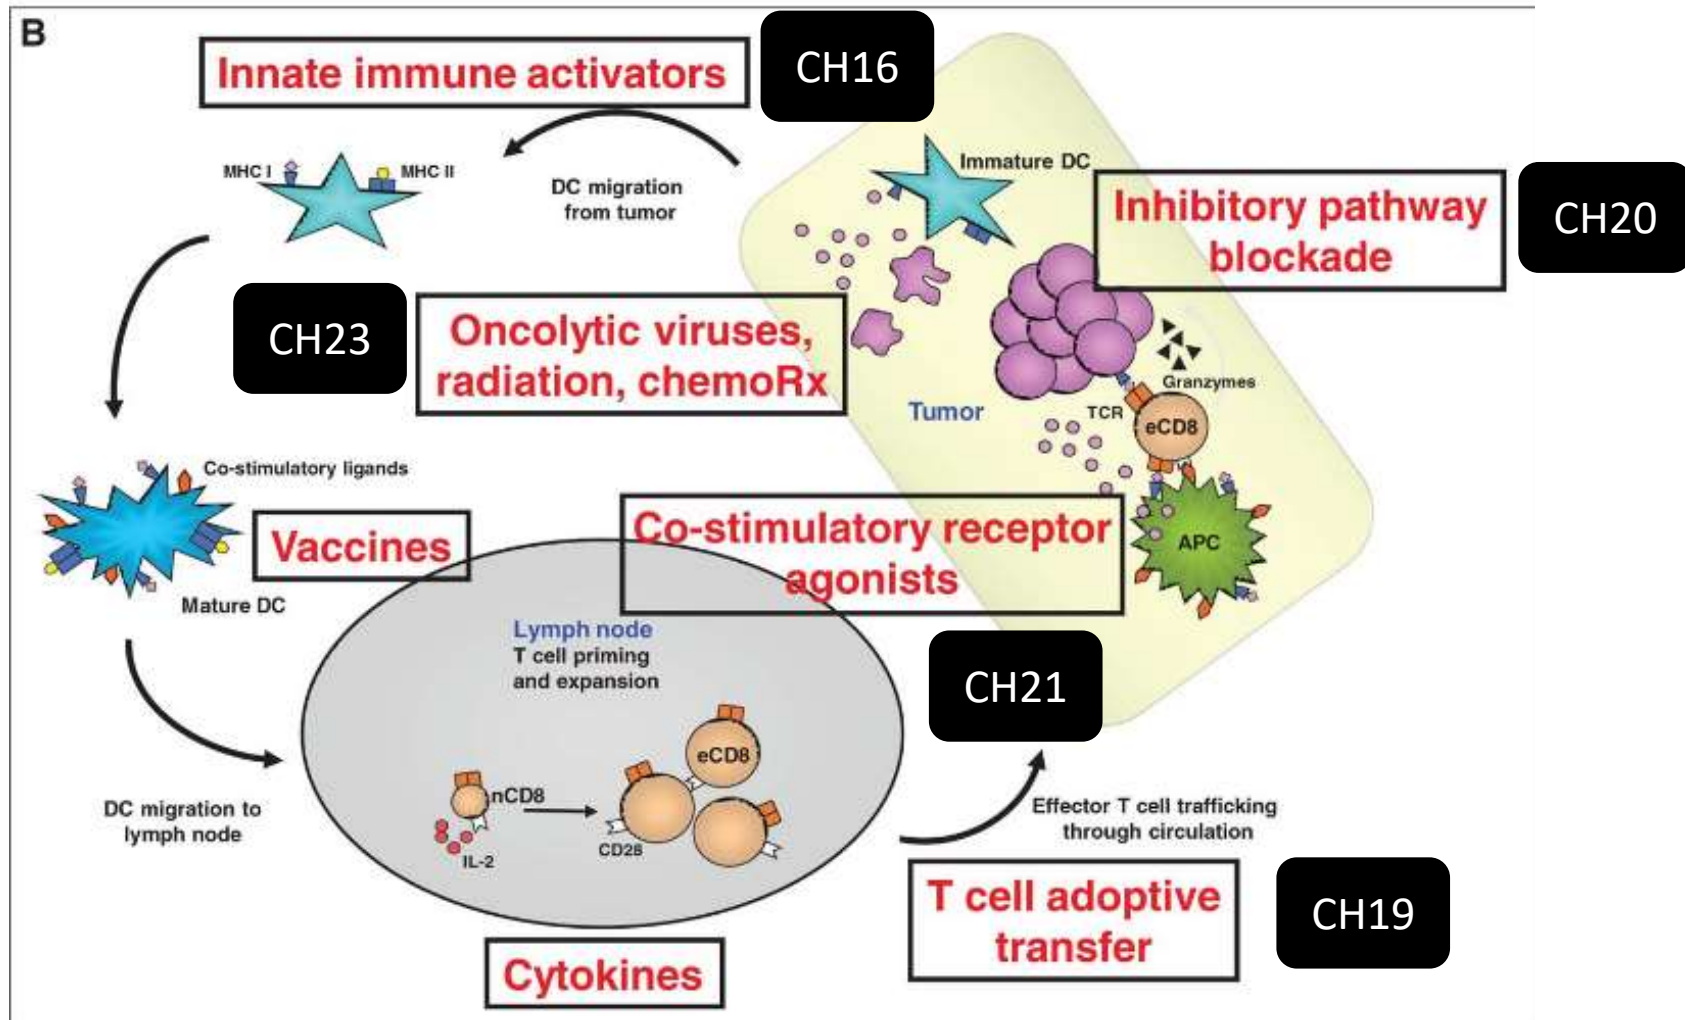 B
Innate immune activators
CH16
MHC I
MHC II
DC migration
from tumor
Immature DC
Inhibitory pathway
blockade
CH20
CH23
Oncolytic viruses,
radiation, chemoRx
Tumor
Granzymes
TCR
eCD8
Co-stimulatory ligands
Vaccines
Mature DC
Co-stimulatory receptor
agonists
APC
Lymph node
T cell priming
and expansion
CH21
eCD8
nCD8
IL-2
CD28
DC migration to
lymph node
Effector T cell trafficking
through circulation
T cell adoptive
transfer
CH19
Cytokines